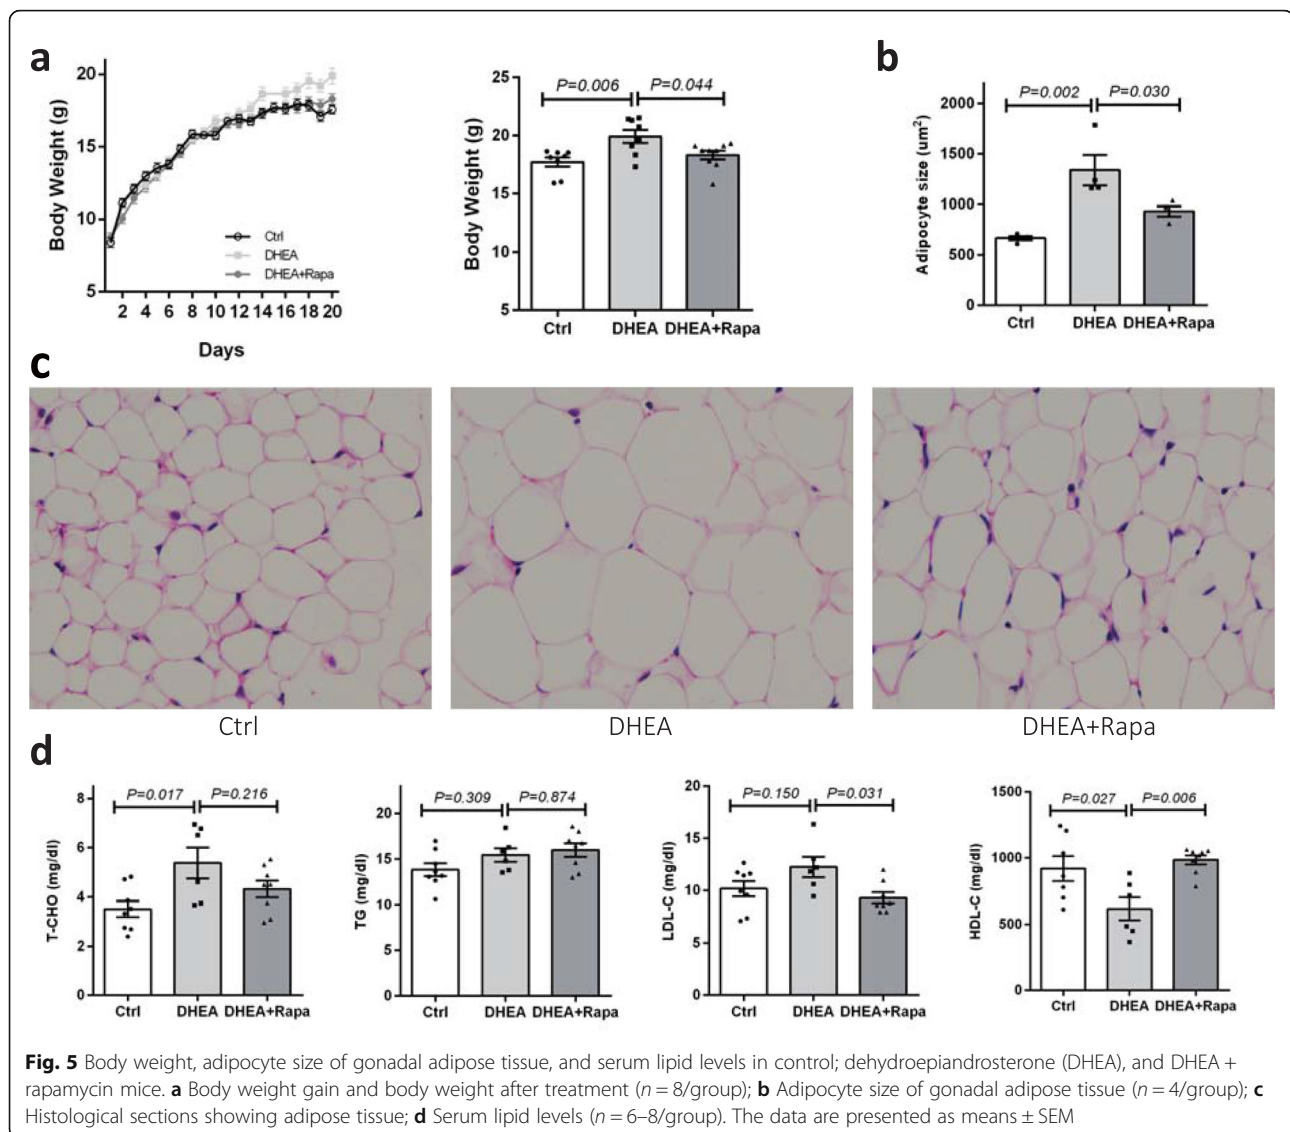 a
20
15
10
5
Body Weight (g)
Ctrl
DHEA
DHEA+Rapa
2 4 6 8 10 12 14 16 18 20
Days
25
20
15
10
5
Body Weight (g)
P=0.006 P=0.044
Ctrl DHEA DHEA+Rapa
b
2000
1500
1000
500
0
Adipocyte size (um²)
P=0.002 P=0.030
Ctrl DHEA DHEA+Rapa
c
Ctrl DHEA DHEA+Rapa
d
8
6
4
2
0
T-CHO (mg/dl)
P=0.017 P=0.216
Ctrl DHEA DHEA+Rapa
20
15
10
5
0
TG (mg/dl)
P=0.309 P=0.874
Ctrl DHEA DHEA+Rapa
20
15
10
5
0
LDL-C (mg/dl)
P=0.150 P=0.031
Ctrl DHEA DHEA+Rapa
1500
1000
500
0
HDL-C (mg/dl)
P=0.027 P=0.006
Ctrl DHEA DHEA+Rapa
Fig. 5 Body weight, adipocyte size of gonadal adipose tissue, and serum lipid levels in control; dehydroepiandrosterone (DHEA), and DHEA +
rapamycin mice. a Body weight gain and body weight after treatment (n = 8/group); b Adipocyte size of gonadal adipose tissue (n = 4/group); c
Histological sections showing adipose tissue; d Serum lipid levels (n = 6–8/group). The data are presented as means ± SEM